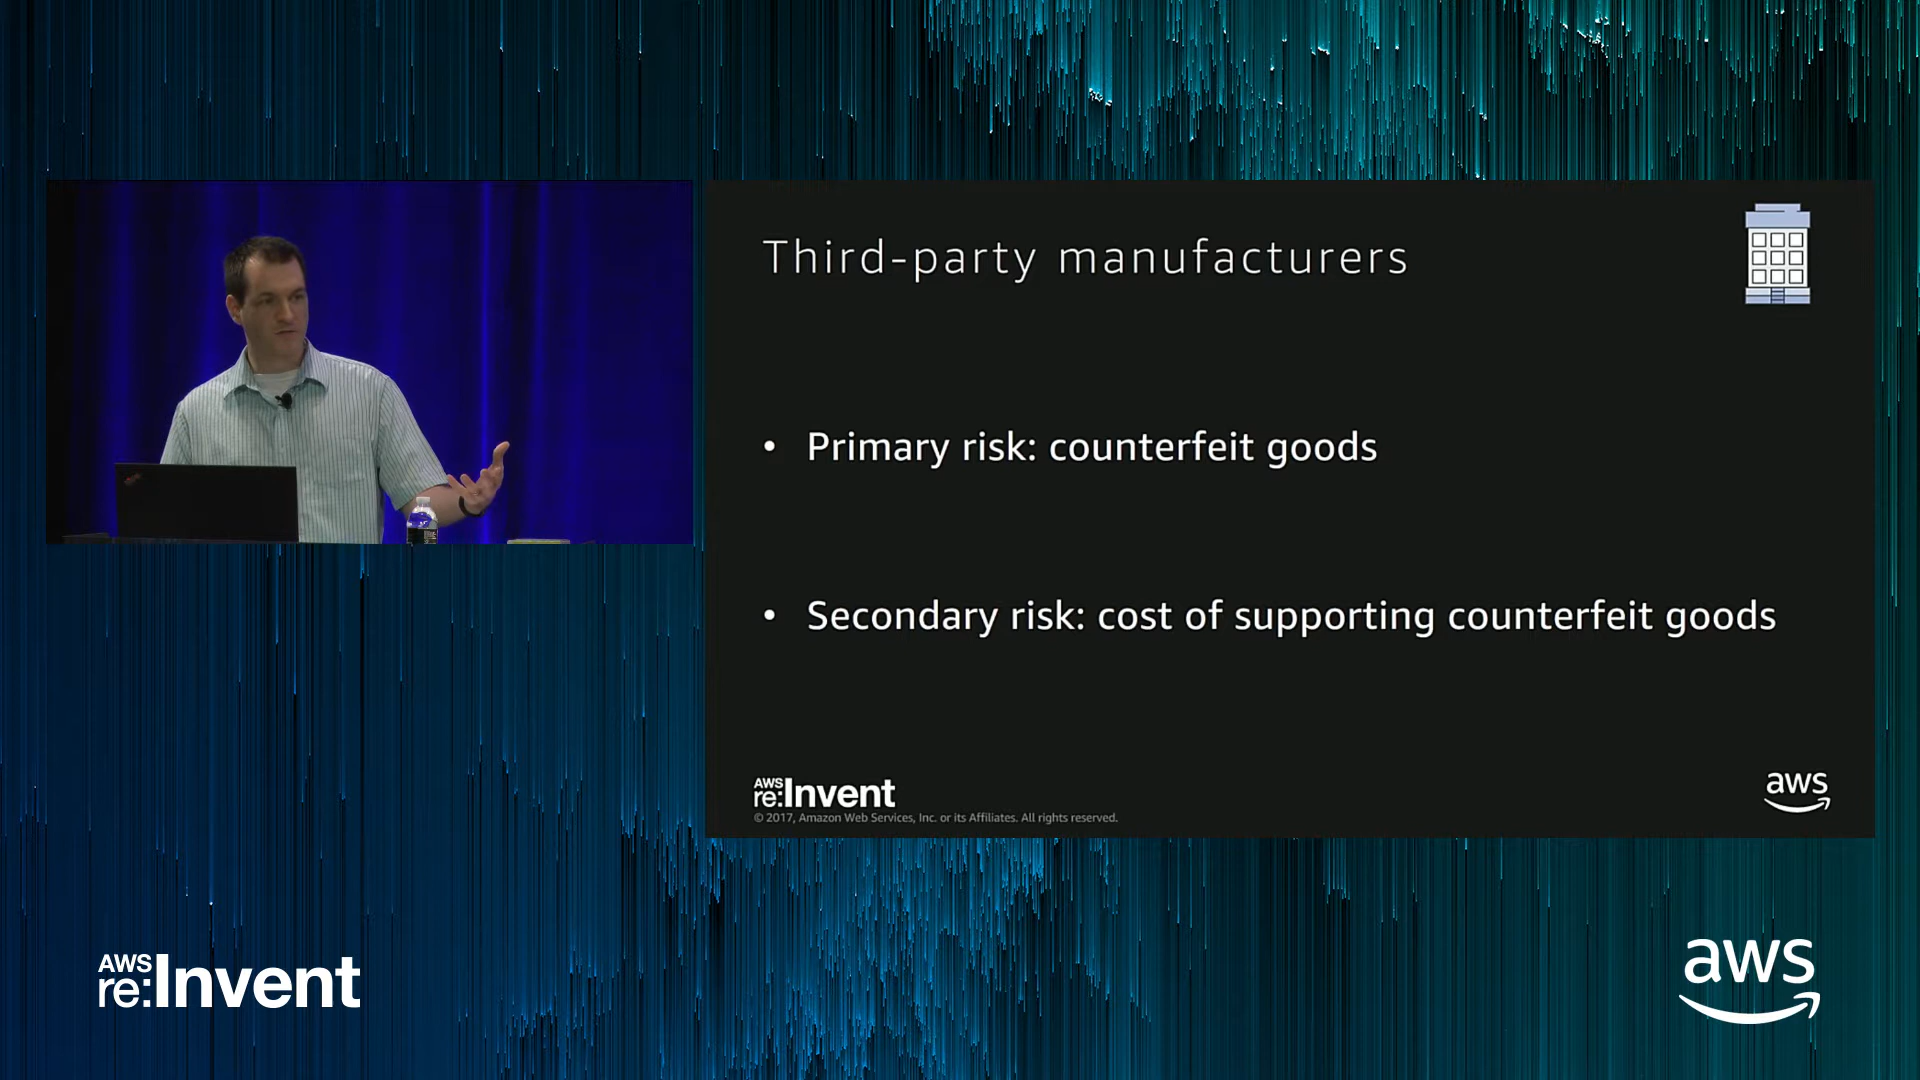 Third-party manufacturers
• Primary risk: counterfeit goods
• Secondary risk: cost of supporting counterfeit goods
AWS
re:Invent
© 2017, Amazon Web Services, Inc. or its Affiliates. All rights reserved.
aws
AWS
re:Invent
aws